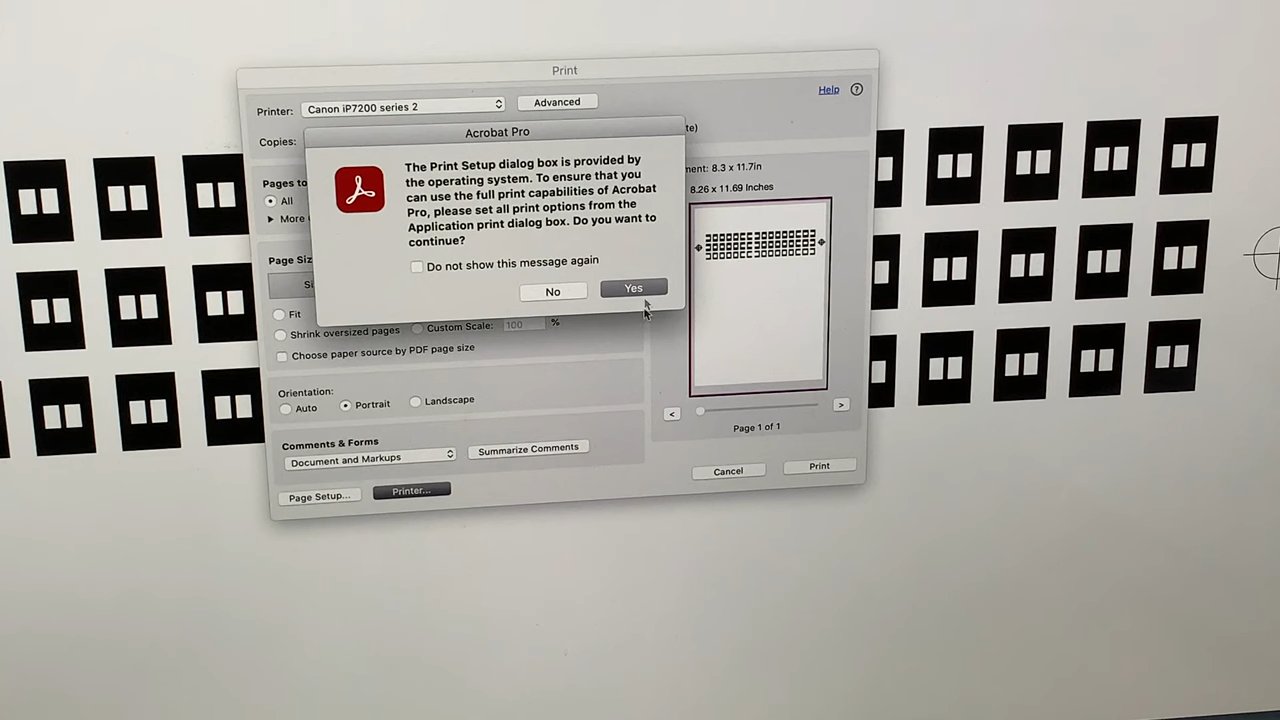 Print
Printer: Canon iP7200 series 2 Advanced Help ?
Copies: te)
Acrobat Pro
The Print Setup dialog box is provided by
the operating system. To ensure that you
can use the full print capabilities of Acrobat
Pro, please set all print options from the
Application print dialog box. Do you want to
continue?
Do not show this message again
No Yes
Pages to
All
More
ment: 8.3 x 11.7in
8.26 x 11.69 Inches
Page Siz
Si
Fit
Shrink oversized pages Custom Scale: 100 %
Choose paper source by PDF page size
Orientation:
Auto Portrait Landscape
Comments & Forms
Document and Markups Summarize Comments
< >
Page 1 of 1
Page Setup... Printer... Cancel Print